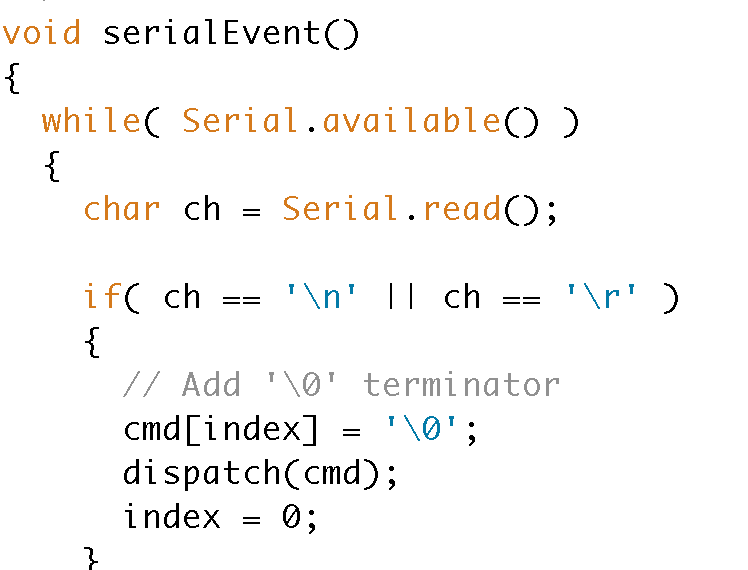 void serialEvent()
{
  while( Serial.available() )
  {
    char ch = Serial.read();

    if( ch == '\n' || ch == '\r' )
    {
      // Add '\0' terminator
      cmd[index] = '\0';
      dispatch(cmd);
      index = 0;
    }